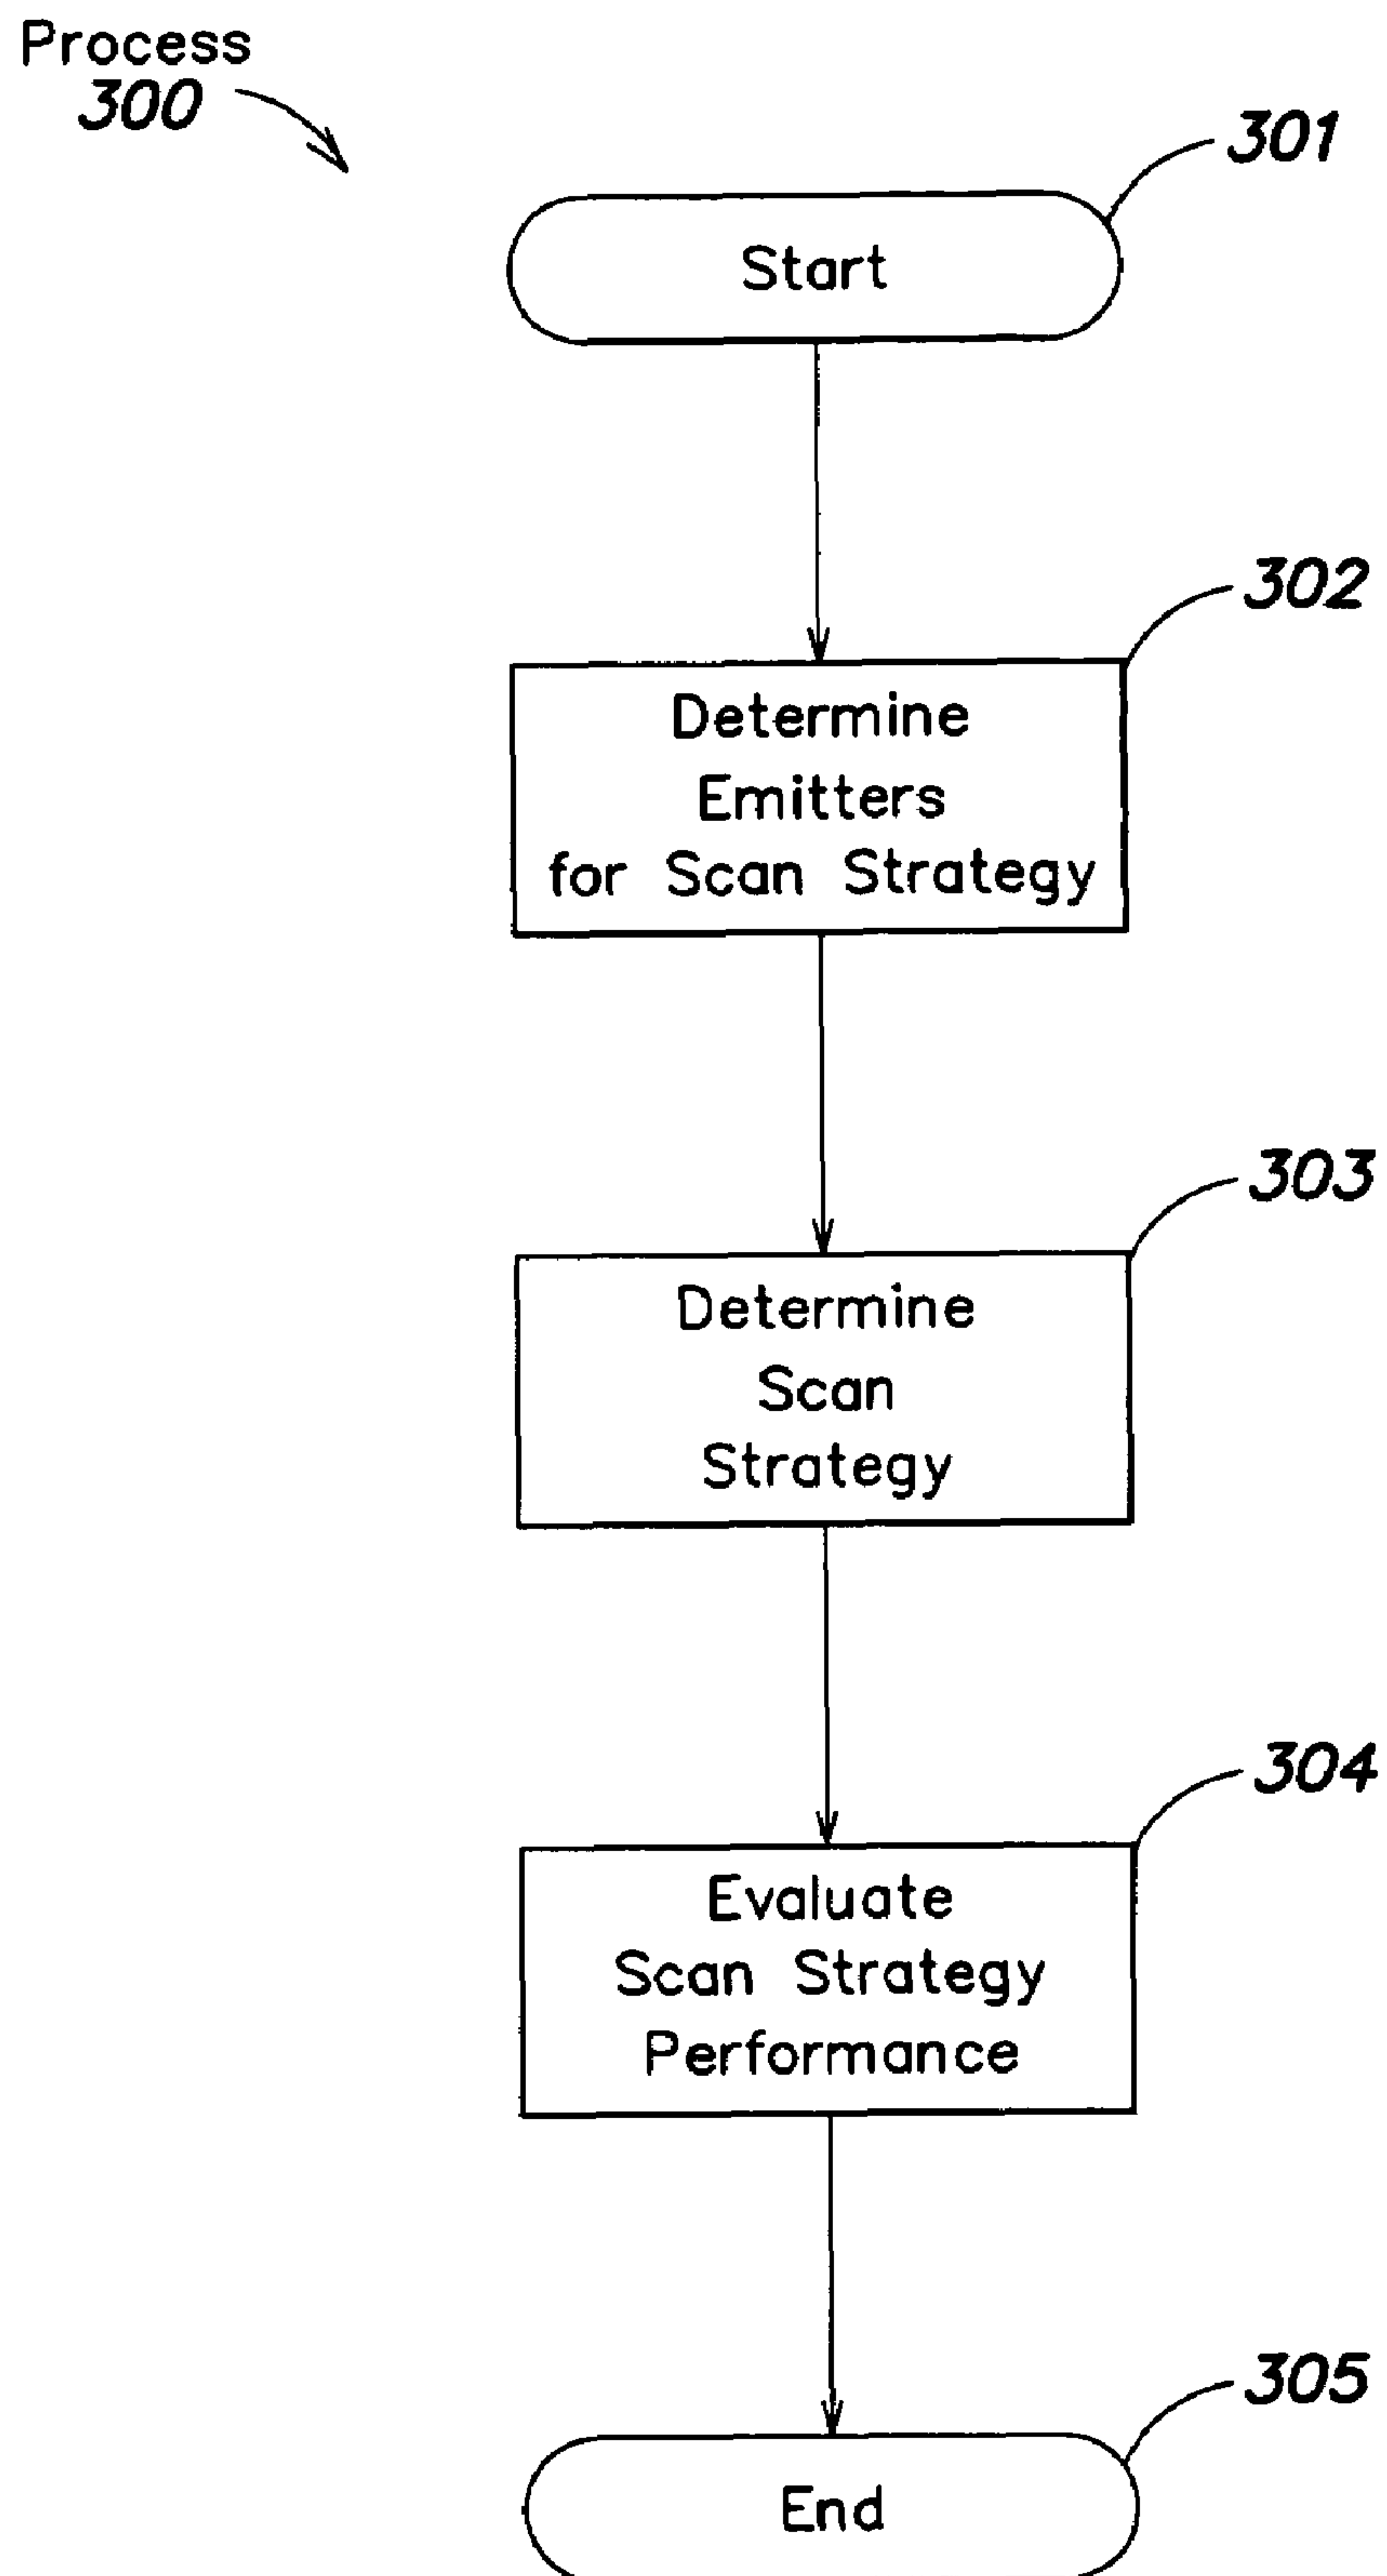 Process
300
301
Start
302
Determine
Emitters
for Scan Strategy
303
Determine
Scan
Strategy
304
Evaluate
Scan Strategy
Performance
305
End